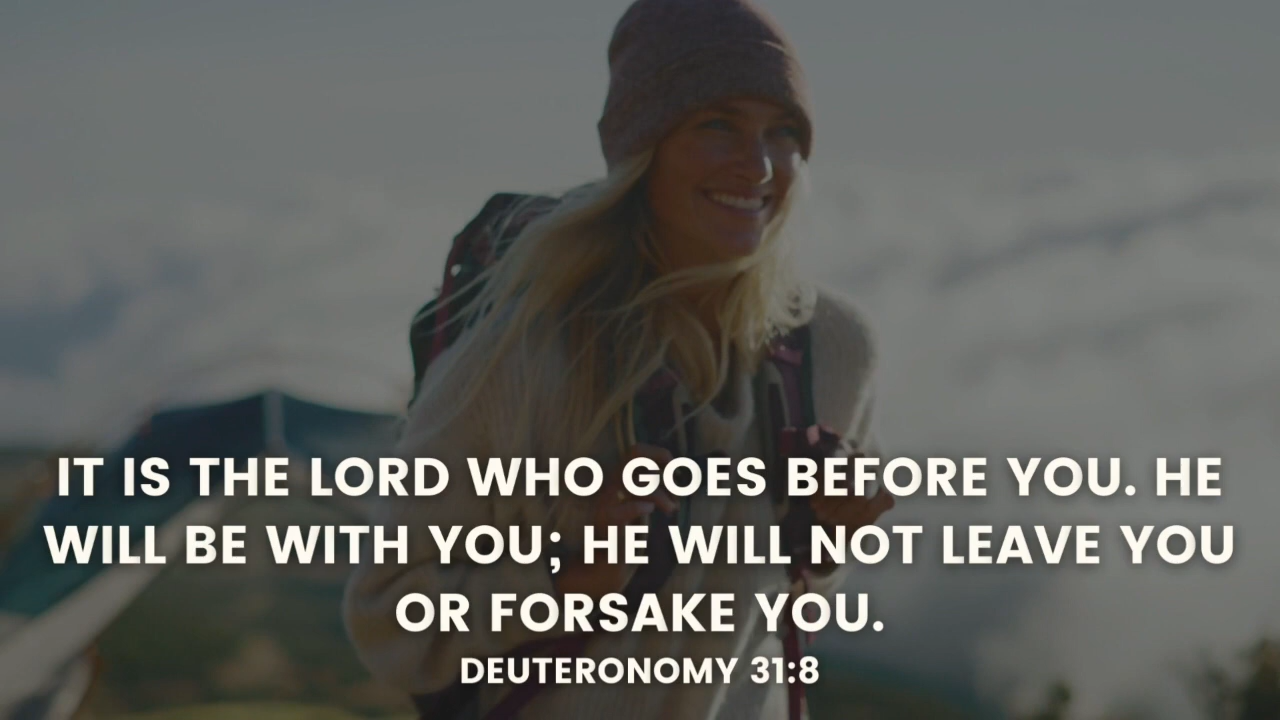 IT IS THE LORD WHO GOES BEFORE YOU. HE
WILL BE WITH YOU; HE WILL NOT LEAVE YOU
OR FORSAKE YOU.
DEUTERONOMY 31:8